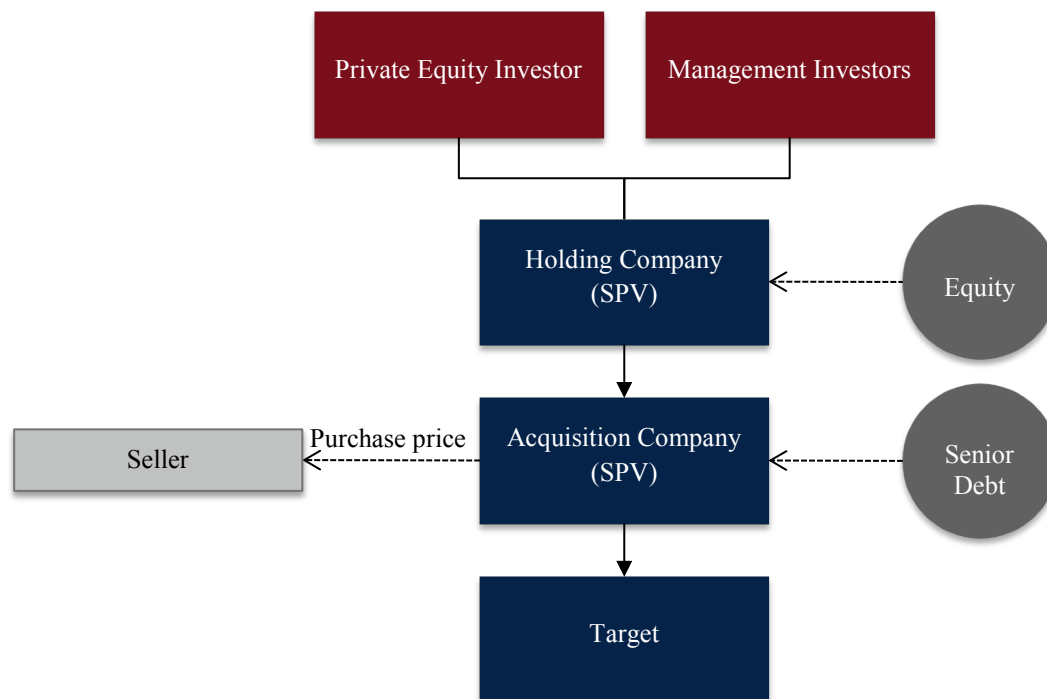 Private Equity Investor
Management Investors
Holding Company
(SPV)
Equity
Seller
Purchase price
Acquisition Company
(SPV)
Senior
Debt
Target